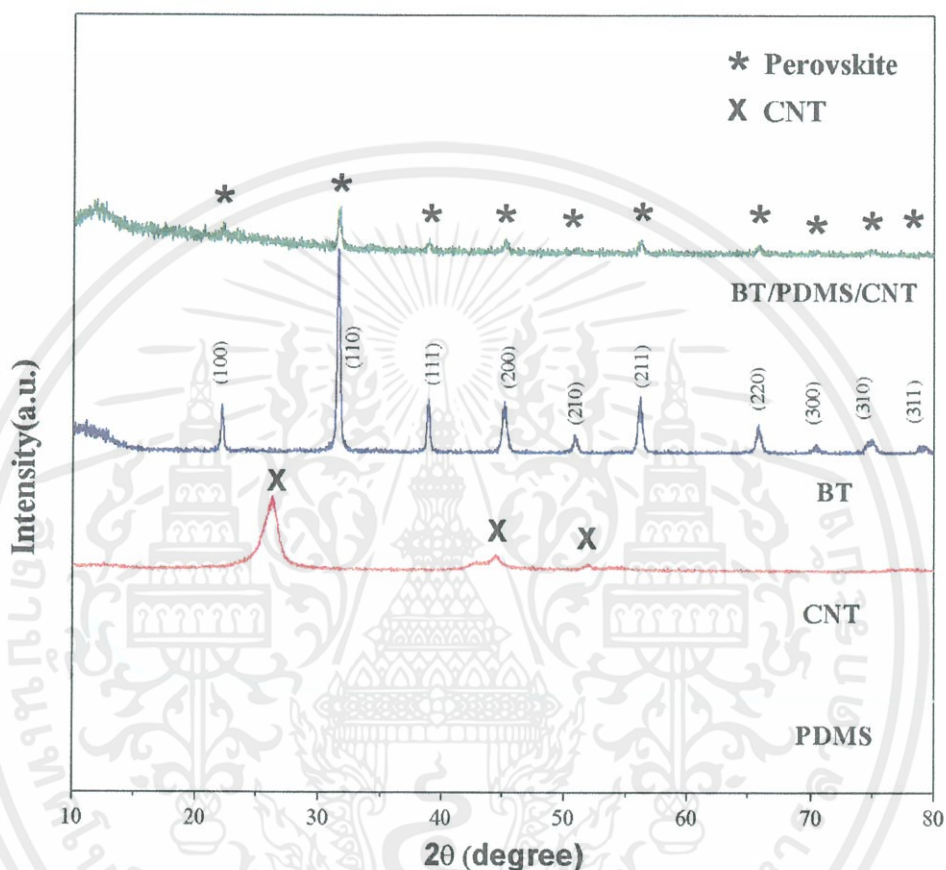 * Perovskite
X CNT
* * * * * * * * * *
BT/PDMS/CNT
(100) (110) (111) (200) (210) (211) (220) (300) (310) (311)
BT
X X X
CNT
PDMS
Intensity(a.u.)
10 20 30 40 50 60 70 80
2θ (degree)